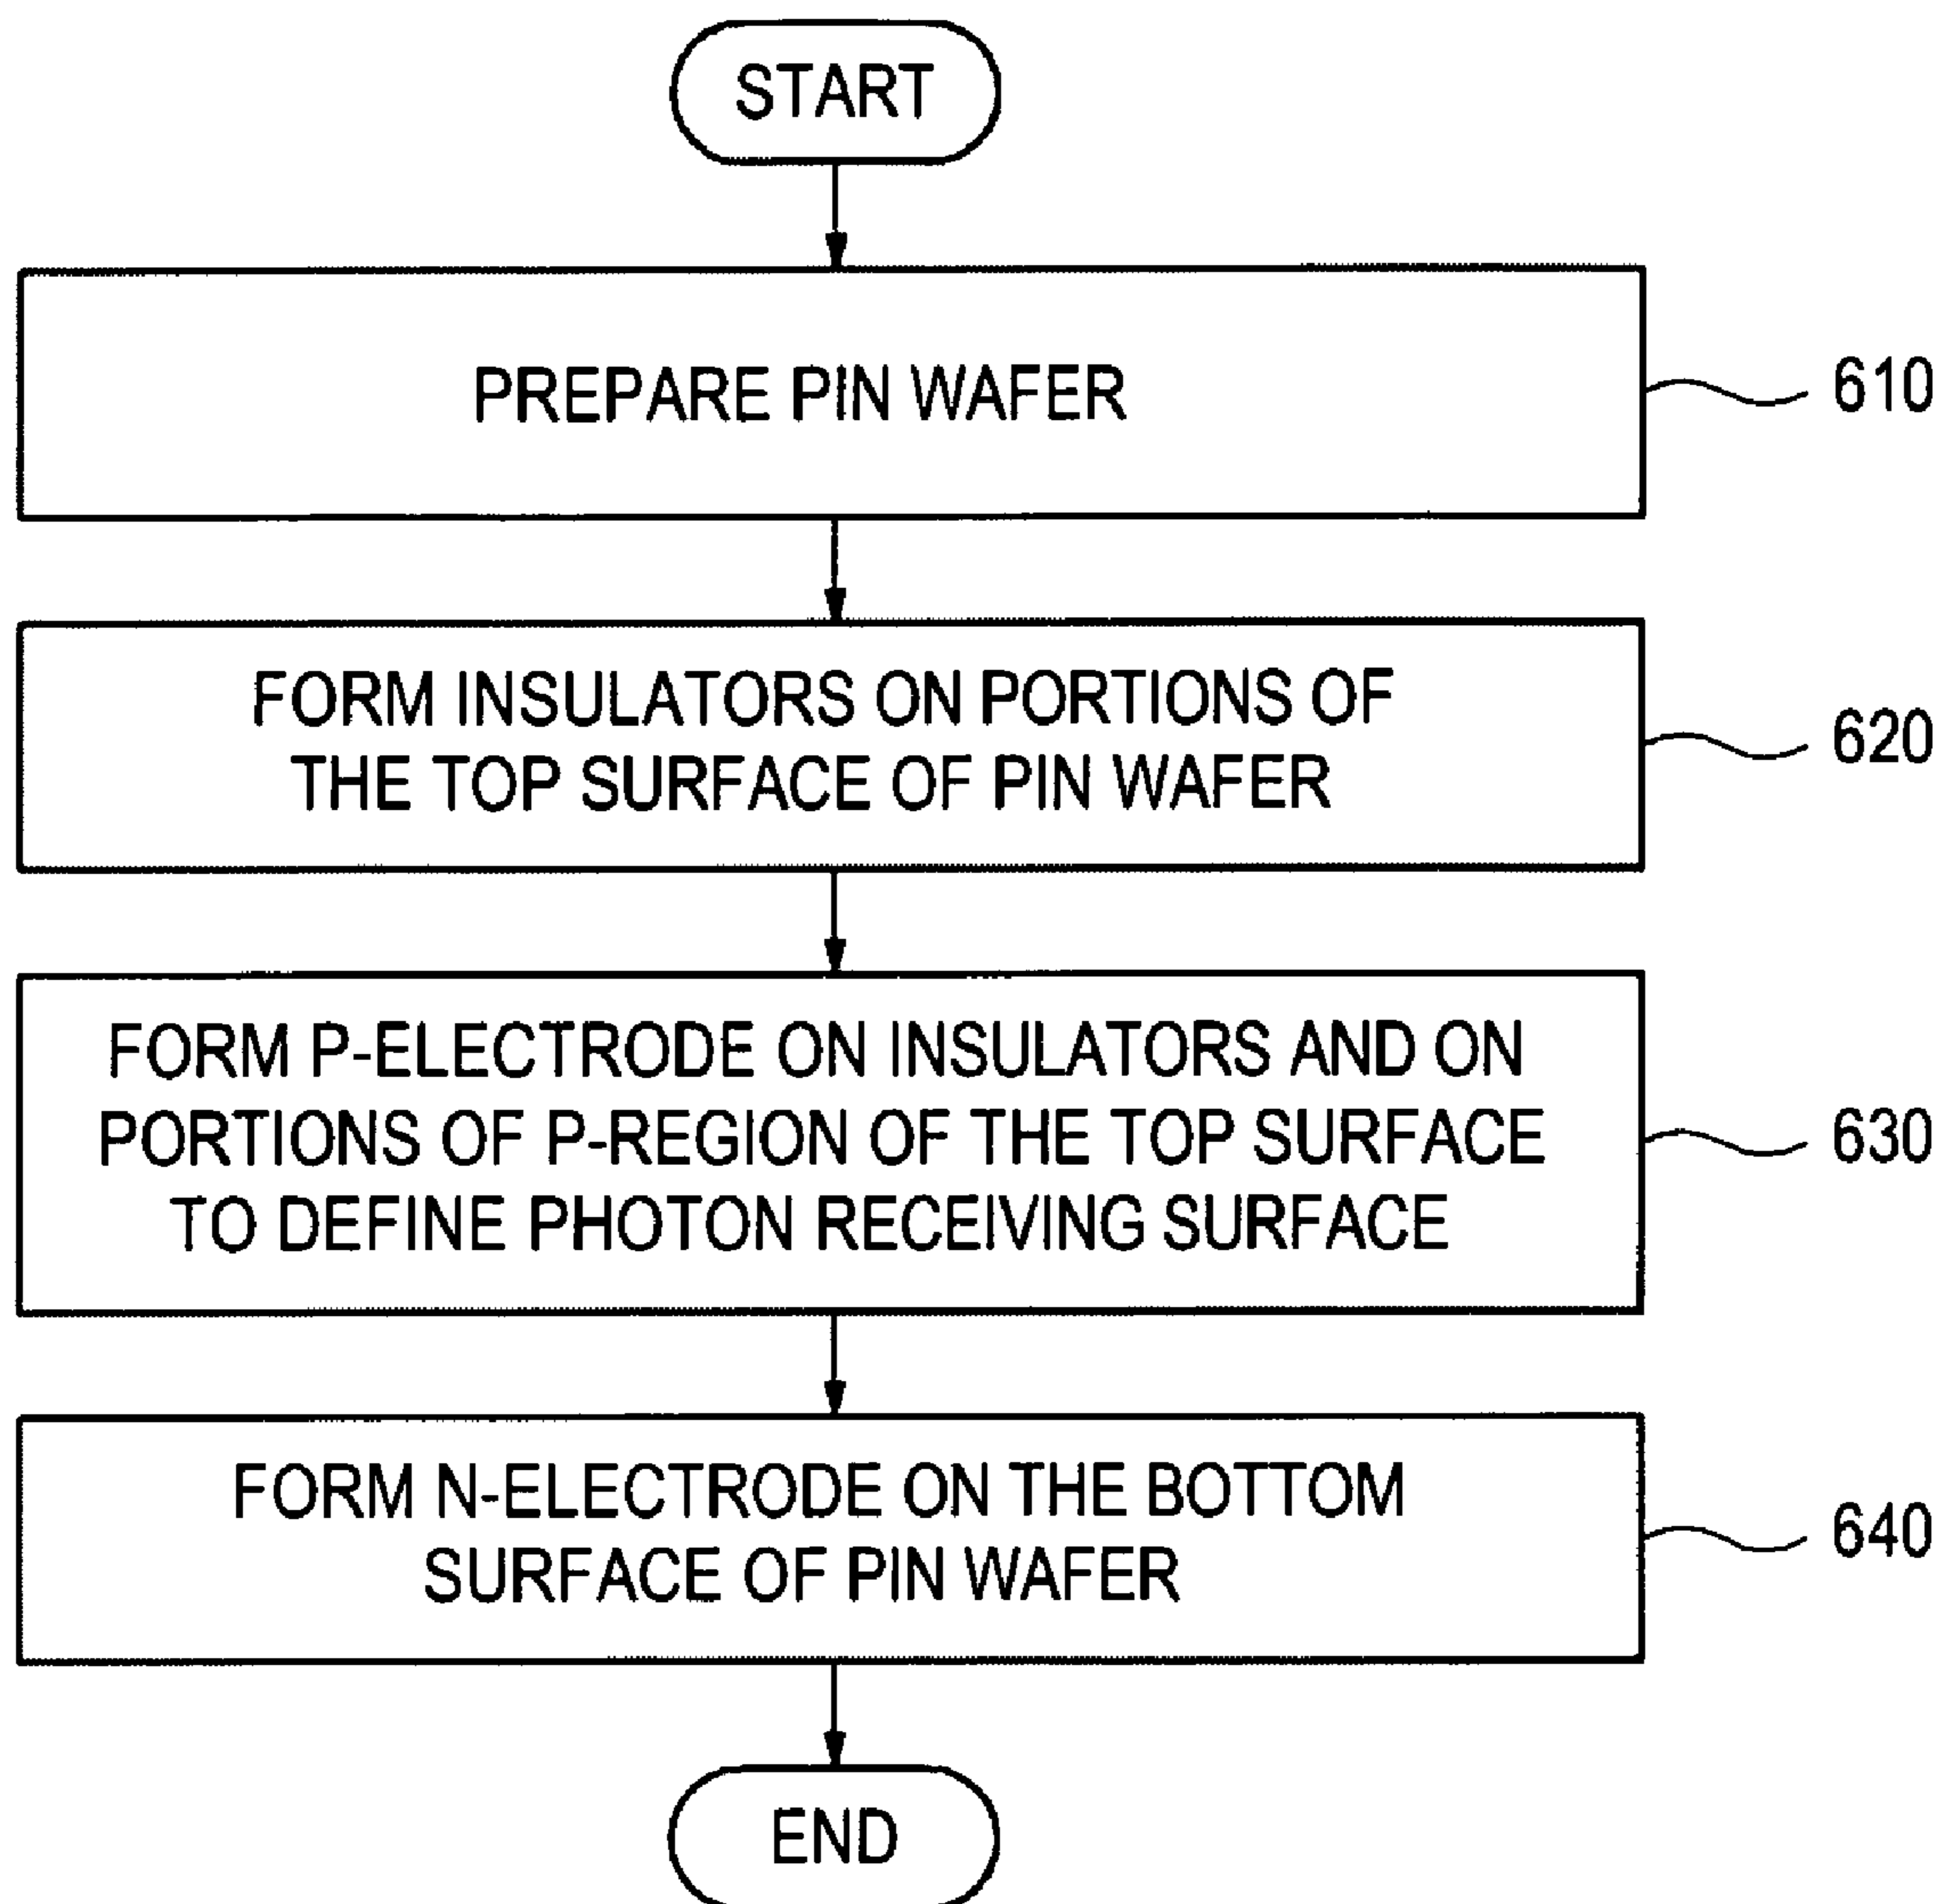 START
PREPARE PIN WAFER
610
FORM INSULATORS ON PORTIONS OF
THE TOP SURFACE OF PIN WAFER
620
FORM P-ELECTRODE ON INSULATORS AND ON
PORTIONS OF P-REGION OF THE TOP SURFACE
TO DEFINE PHOTON RECEIVING SURFACE
630
FORM N-ELECTRODE ON THE BOTTOM
SURFACE OF PIN WAFER
640
END